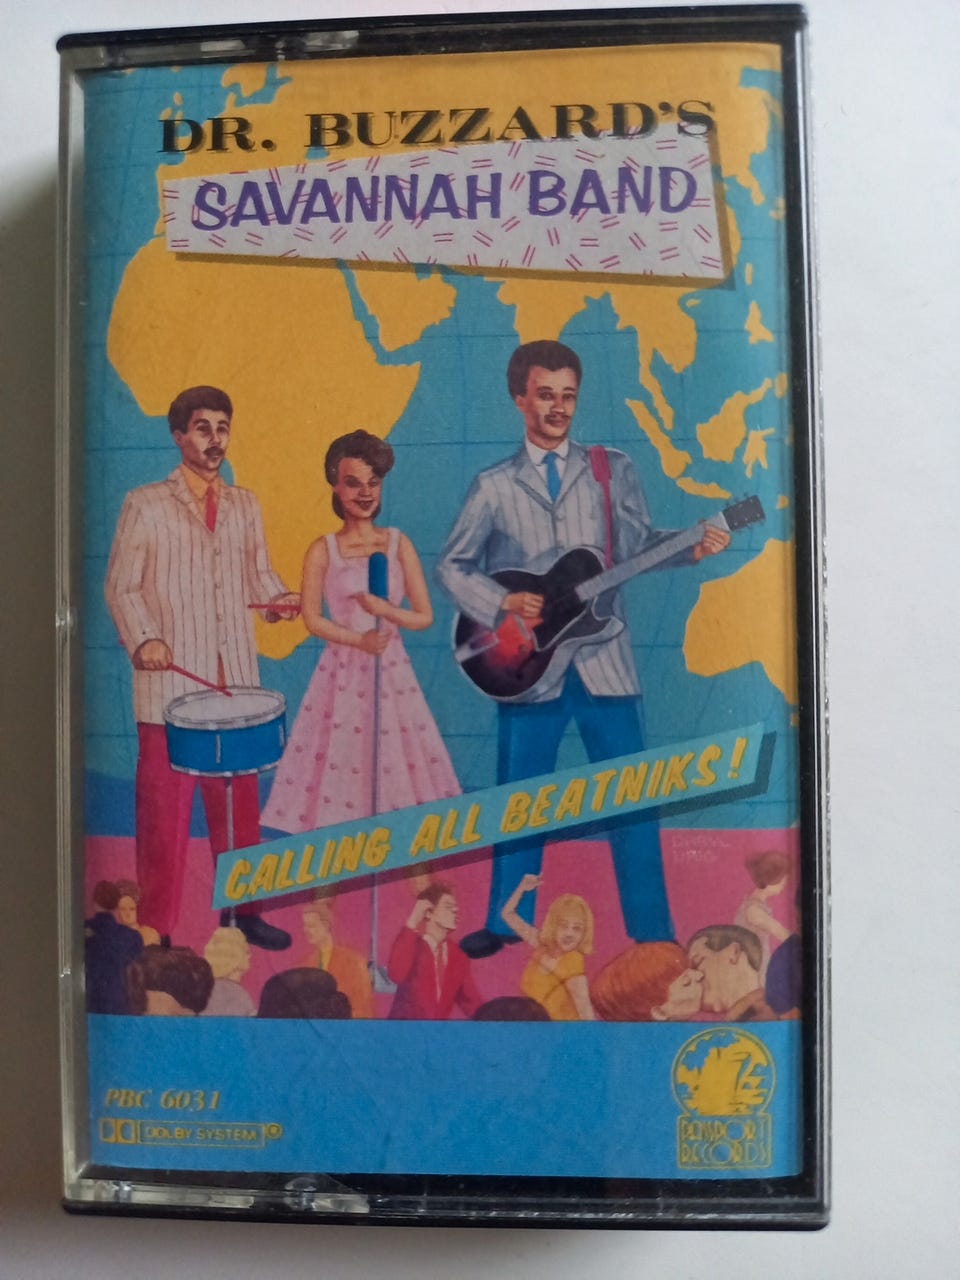 DR. BUZZARD'S
SAVANNAH BAND
CALLING ALL BEATNIKS!
PBC 6031
DOLBY SYSTEM®
PASSPORT
RECORDS